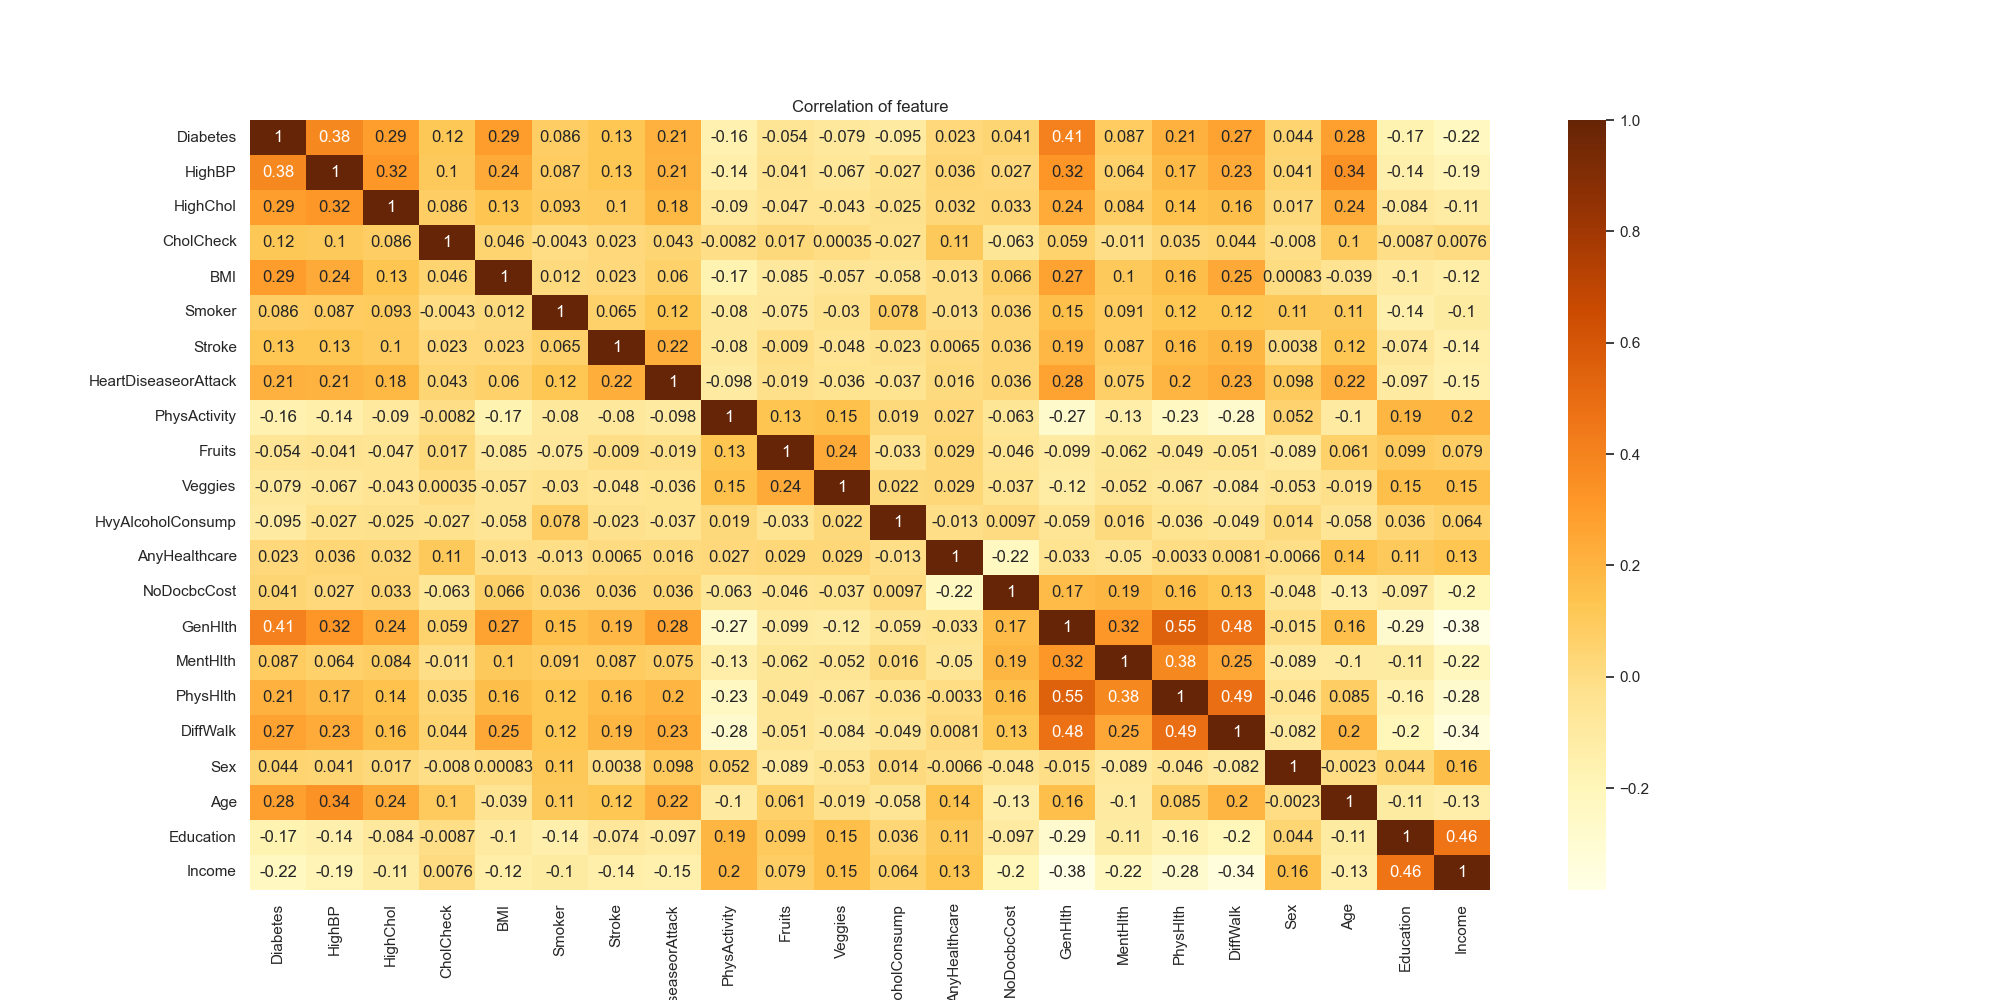 Correlation of feature
Diabetes 1 0.38 0.29 0.12 0.29 0.086 0.13 0.21 -0.16 -0.054 -0.079 -0.095 0.023 0.041 0.41 0.087 0.21 0.27 0.044 0.28 -0.17 -0.22
HighBP 0.38 1 0.32 0.1 0.24 0.087 0.13 0.21 -0.14 -0.041 -0.067 -0.027 0.036 0.027 0.32 0.064 0.17 0.23 0.041 0.34 -0.14 -0.19
HighChol 0.29 0.32 1 0.086 0.13 0.093 0.1 0.18 -0.09 -0.047 -0.043 -0.025 0.032 0.033 0.24 0.084 0.14 0.16 0.017 0.24 -0.084 -0.11
CholCheck 0.12 0.1 0.086 1 0.046 -0.0043 0.023 0.043 -0.0082 0.017 0.00035 -0.027 0.11 -0.063 0.059 -0.011 0.035 0.044 -0.008 0.1 -0.0087 0.0076
BMI 0.29 0.24 0.13 0.046 1 0.012 0.023 0.06 -0.17 -0.085 -0.057 -0.058 -0.013 0.066 0.27 0.1 0.16 0.25 0.00083 -0.039 -0.1 -0.12
Smoker 0.086 0.087 0.093 -0.0043 0.012 1 0.065 0.12 -0.08 -0.075 -0.03 0.078 -0.013 0.036 0.15 0.091 0.12 0.12 0.11 0.11 -0.14 -0.1
Stroke 0.13 0.13 0.1 0.023 0.023 0.065 1 0.22 -0.08 -0.009 -0.048 -0.023 0.0065 0.036 0.19 0.087 0.16 0.19 0.0038 0.12 -0.074 -0.14
HeartDiseaseorAttack 0.21 0.21 0.18 0.043 0.06 0.12 0.22 1 -0.098 -0.019 -0.036 -0.037 0.016 0.036 0.28 0.075 0.2 0.23 0.098 0.22 -0.097 -0.15
PhysActivity -0.16 -0.14 -0.09 -0.0082 -0.17 -0.08 -0.08 -0.098 1 0.13 0.15 0.019 0.027 -0.063 -0.27 -0.13 -0.23 -0.28 0.052 -0.1 0.19 0.2
Fruits -0.054 -0.041 -0.047 0.017 -0.085 -0.075 -0.009 -0.019 0.13 1 0.24 -0.033 0.029 -0.046 -0.099 -0.062 -0.049 -0.051 -0.089 0.061 0.099 0.079
Veggies -0.079 -0.067 -0.043 0.00035 -0.057 -0.03 -0.048 -0.036 0.15 0.24 1 0.022 0.029 -0.037 -0.12 -0.052 -0.067 -0.084 -0.053 -0.019 0.15 0.15
HvyAlcoholConsump -0.095 -0.027 -0.025 -0.027 -0.058 0.078 -0.023 -0.037 0.019 -0.033 0.022 1 -0.013 0.0097 -0.059 0.016 -0.036 -0.049 0.014 -0.058 0.036 0.064
AnyHealthcare 0.023 0.036 0.032 0.11 -0.013 -0.013 0.0065 0.016 0.027 0.029 0.029 -0.013 1 -0.22 -0.033 -0.05 -0.0033 0.0081 -0.0066 0.14 0.11 0.13
NoDocbcCost 0.041 0.027 0.033 -0.063 0.066 0.036 0.036 0.036 -0.063 -0.046 -0.037 0.0097 -0.22 1 0.17 0.19 0.16 0.13 -0.048 -0.13 -0.097 -0.2
GenHlth 0.41 0.32 0.24 0.059 0.27 0.15 0.19 0.28 -0.27 -0.099 -0.12 -0.059 -0.033 0.17 1 0.32 0.55 0.48 -0.015 0.16 -0.29 -0.38
MentHlth 0.087 0.064 0.084 -0.011 0.1 0.091 0.087 0.075 -0.13 -0.062 -0.052 0.016 -0.05 0.19 0.32 1 0.38 0.25 -0.089 -0.1 -0.11 -0.22
PhysHlth 0.21 0.17 0.14 0.035 0.16 0.12 0.16 0.2 -0.23 -0.049 -0.067 -0.036 -0.0033 0.16 0.55 0.38 1 0.49 -0.046 0.085 -0.16 -0.28
DiffWalk 0.27 0.23 0.16 0.044 0.25 0.12 0.19 0.23 -0.28 -0.051 -0.084 -0.049 0.0081 0.13 0.48 0.25 0.49 1 -0.082 0.2 -0.2 -0.34
Sex 0.044 0.041 0.017 -0.008 0.00083 0.11 0.0038 0.098 0.052 -0.089 -0.053 0.014 -0.0066 -0.048 -0.015 -0.089 -0.046 -0.082 1 -0.0023 0.044 0.16
Age 0.28 0.34 0.24 0.1 -0.039 0.11 0.12 0.22 -0.1 0.061 -0.019 -0.058 0.14 -0.13 0.16 -0.1 0.085 0.2 -0.0023 1 -0.11 -0.13
Education -0.17 -0.14 -0.084 -0.0087 -0.1 -0.14 -0.074 -0.097 0.19 0.099 0.15 0.036 0.11 -0.097 -0.29 -0.11 -0.16 -0.2 0.044 -0.11 1 0.46
Income -0.22 -0.19 -0.11 0.0076 -0.12 -0.1 -0.14 -0.15 0.2 0.079 0.15 0.064 0.13 -0.2 -0.38 -0.22 -0.28 -0.34 0.16 -0.13 0.46 1
Diabetes
HighBP
HighChol
CholCheck
BMI
Smoker
Stroke
seaseorAttack
PhysActivity
Fruits
Veggies
oholConsump
AnyHealthcare
NoDocbcCost
GenHlth
MentHlth
PhysHlth
DiffWalk
Sex
Age
Education
Income
1.0
0.8
0.6
0.4
0.2
0.0
−0.2